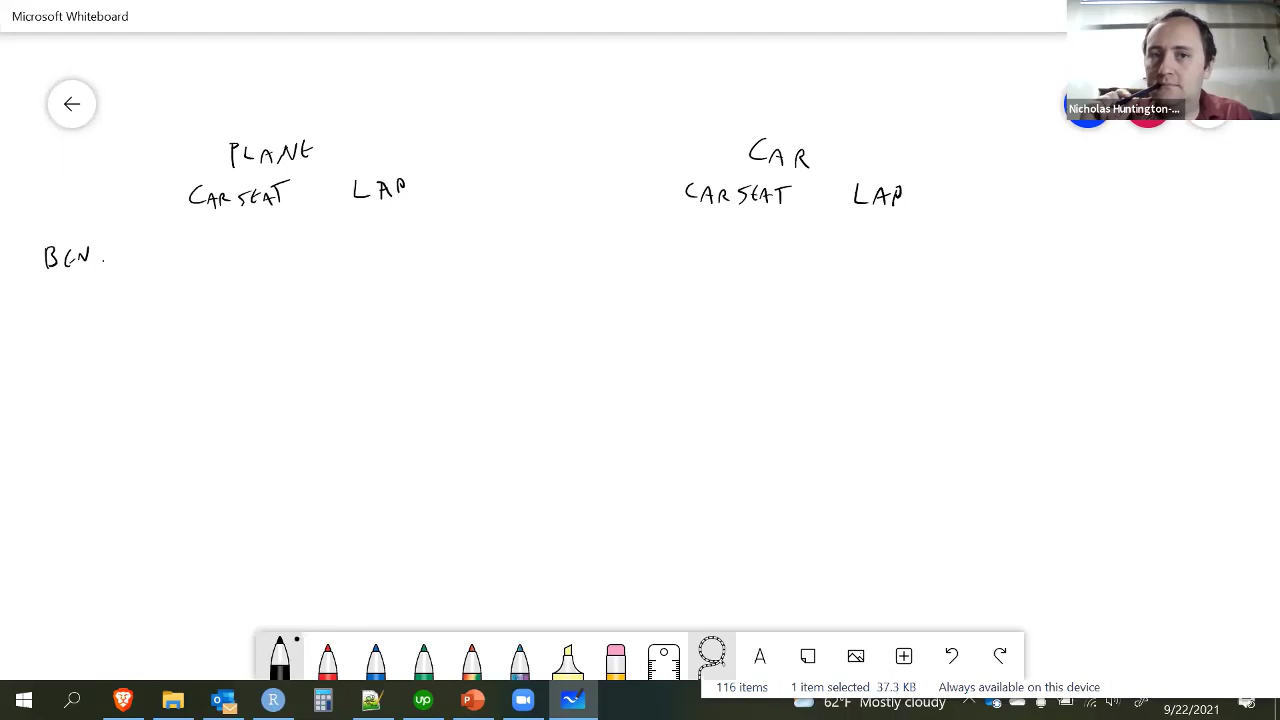 Microsoft Whiteboard
Nicholas Huntington-...
PLANE
CAR SEAT LAP
CAR
CAR SEAT LAP
BEN.
116 items 1 item selected 37.3 KB Always available on this device
62°F Mostly cloudy
9/22/2021